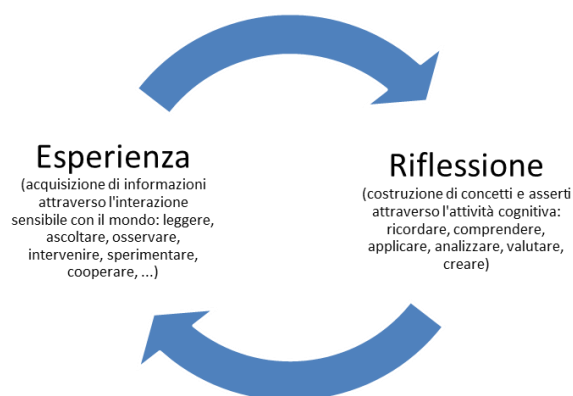 Esperienza
(acquisizione di informazioni
attraverso l'interazione
sensibile con il mondo: leggere,
ascoltare, osservare,
intervenire, sperimentare,
cooperare, ...)
Riflessione
(costruzione di concetti e asserti
attraverso l'attività cognitiva:
ricordare, comprendere,
applicare, analizzare, valutare,
creare)